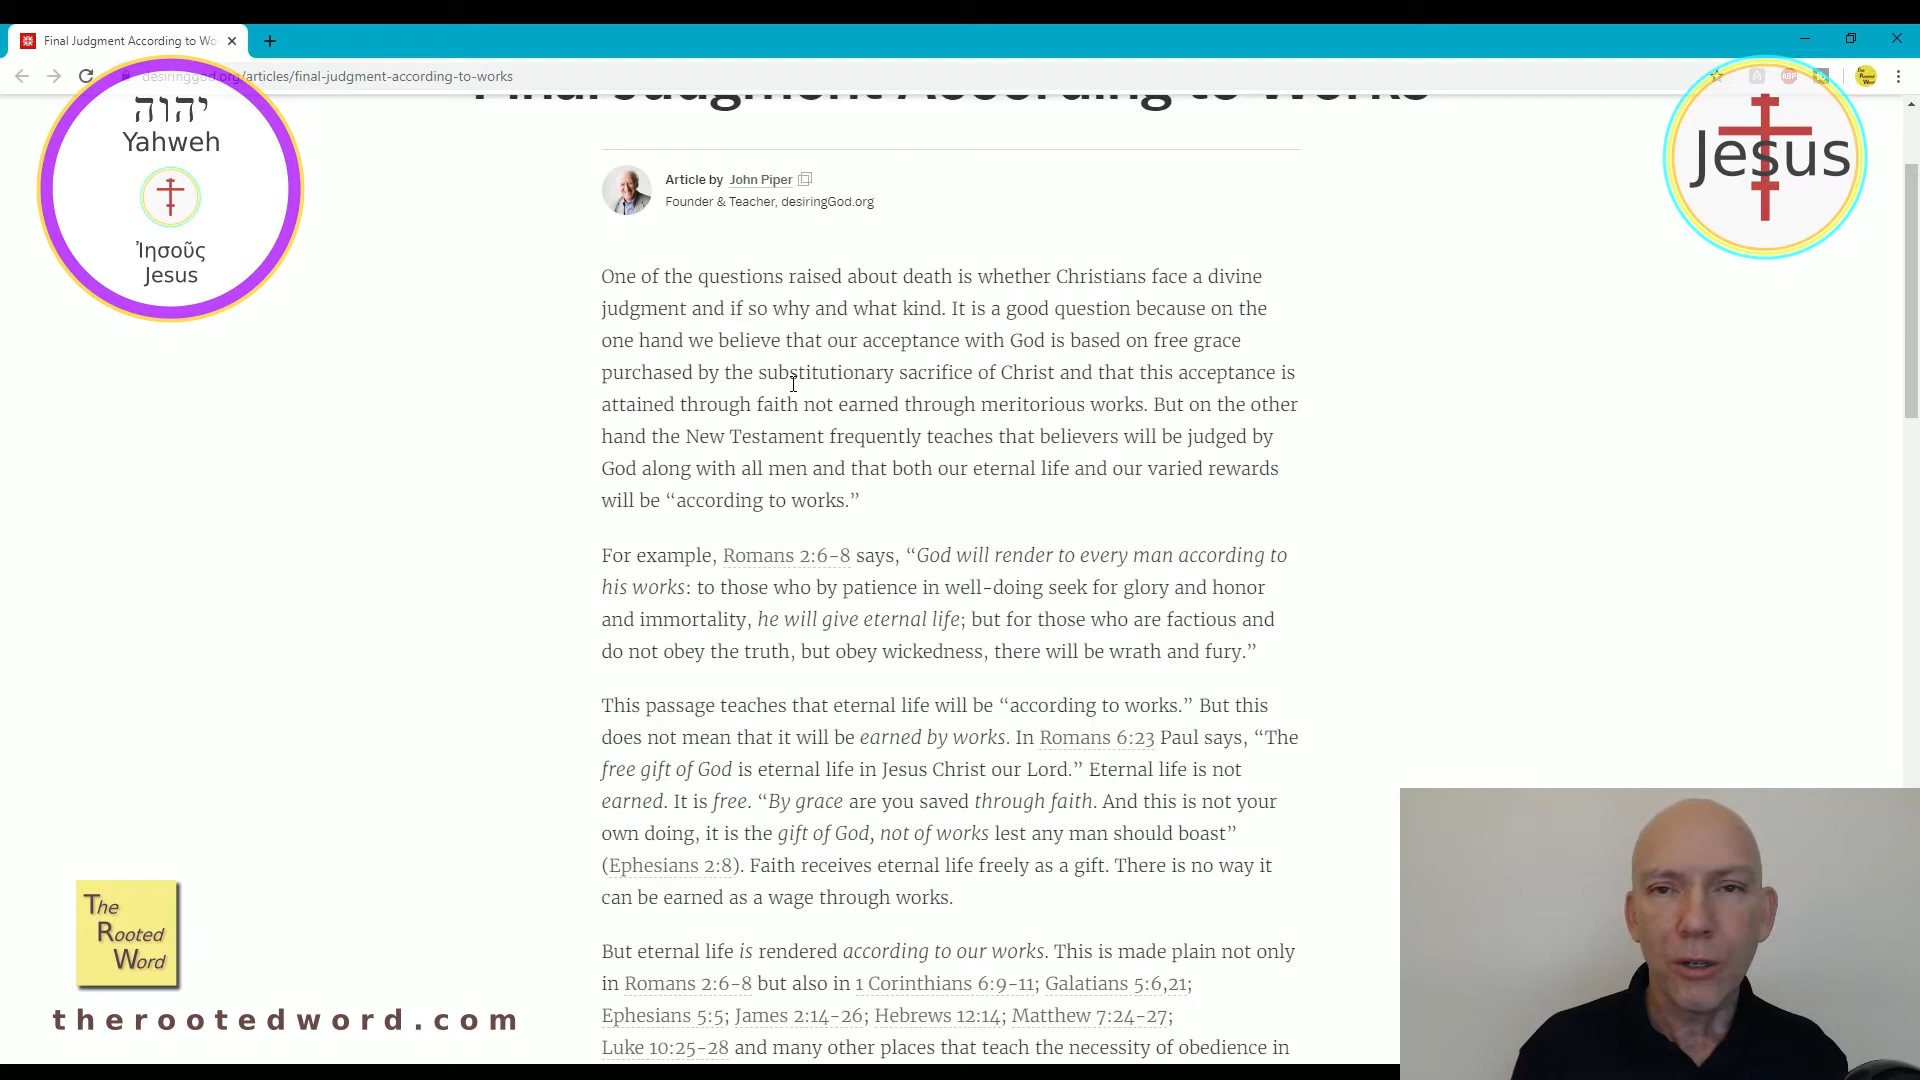 Final Judgment According to Wo
desiringgod.org/articles/final-judgment-according-to-works
ABP
The
Rooted
Word
יהוה
Yahweh
Ἰησοῦς
Jesus
Jesus
Final Judgment According to Works
Article by John Piper
Founder & Teacher, desiringGod.org
One of the questions raised about death is whether Christians face a divine
judgment and if so why and what kind. It is a good question because on the
one hand we believe that our acceptance with God is based on free grace
purchased by the substitutionary sacrifice of Christ and that this acceptance is
attained through faith not earned through meritorious works. But on the other
hand the New Testament frequently teaches that believers will be judged by
God along with all men and that both our eternal life and our varied rewards
will be “according to works.”
For example, Romans 2:6-8 says, “God will render to every man according to
his works: to those who by patience in well-doing seek for glory and honor
and immortality, he will give eternal life; but for those who are factious and
do not obey the truth, but obey wickedness, there will be wrath and fury.”
This passage teaches that eternal life will be “according to works.” But this
does not mean that it will be earned by works. In Romans 6:23 Paul says, “The
free gift of God is eternal life in Jesus Christ our Lord.” Eternal life is not
earned. It is free. “By grace are you saved through faith. And this is not your
own doing, it is the gift of God, not of works lest any man should boast”
(Ephesians 2:8). Faith receives eternal life freely as a gift. There is no way it
can be earned as a wage through works.
But eternal life is rendered according to our works. This is made plain not only
in Romans 2:6-8 but also in 1 Corinthians 6:9-11; Galatians 5:6,21;
Ephesians 5:5; James 2:14-26; Hebrews 12:14; Matthew 7:24-27;
Luke 10:25-28 and many other places that teach the necessity of obedience in
The
Rooted
Word
therootedword.com